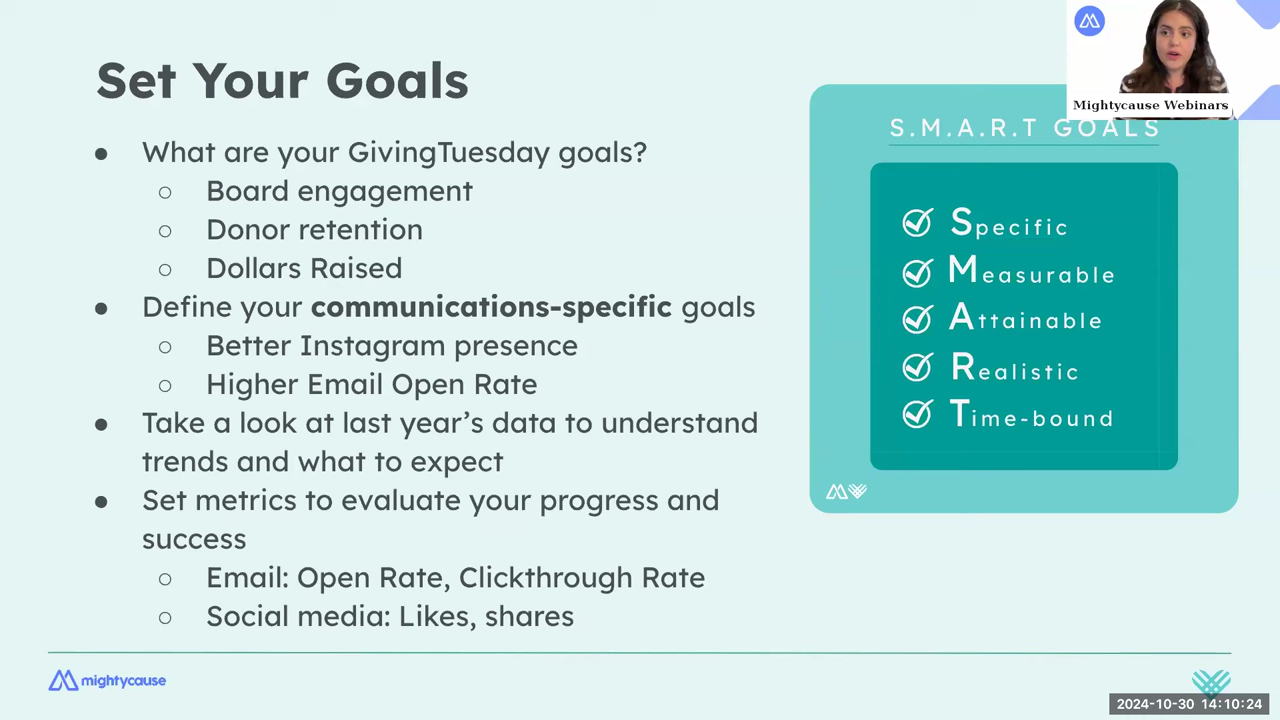 Set Your Goals
● What are your GivingTuesday goals?
○ Board engagement
○ Donor retention
○ Dollars Raised
● Define your communications-specific goals
○ Better Instagram presence
○ Higher Email Open Rate
● Take a look at last year’s data to understand
trends and what to expect
● Set metrics to evaluate your progress and
success
○ Email: Open Rate, Clickthrough Rate
○ Social media: Likes, shares
Mightycause Webinars
S.M.A.R.T GOALS
Specific
Measurable
Attainable
Realistic
Time-bound
mightycause
2024-10-30 14:10:24